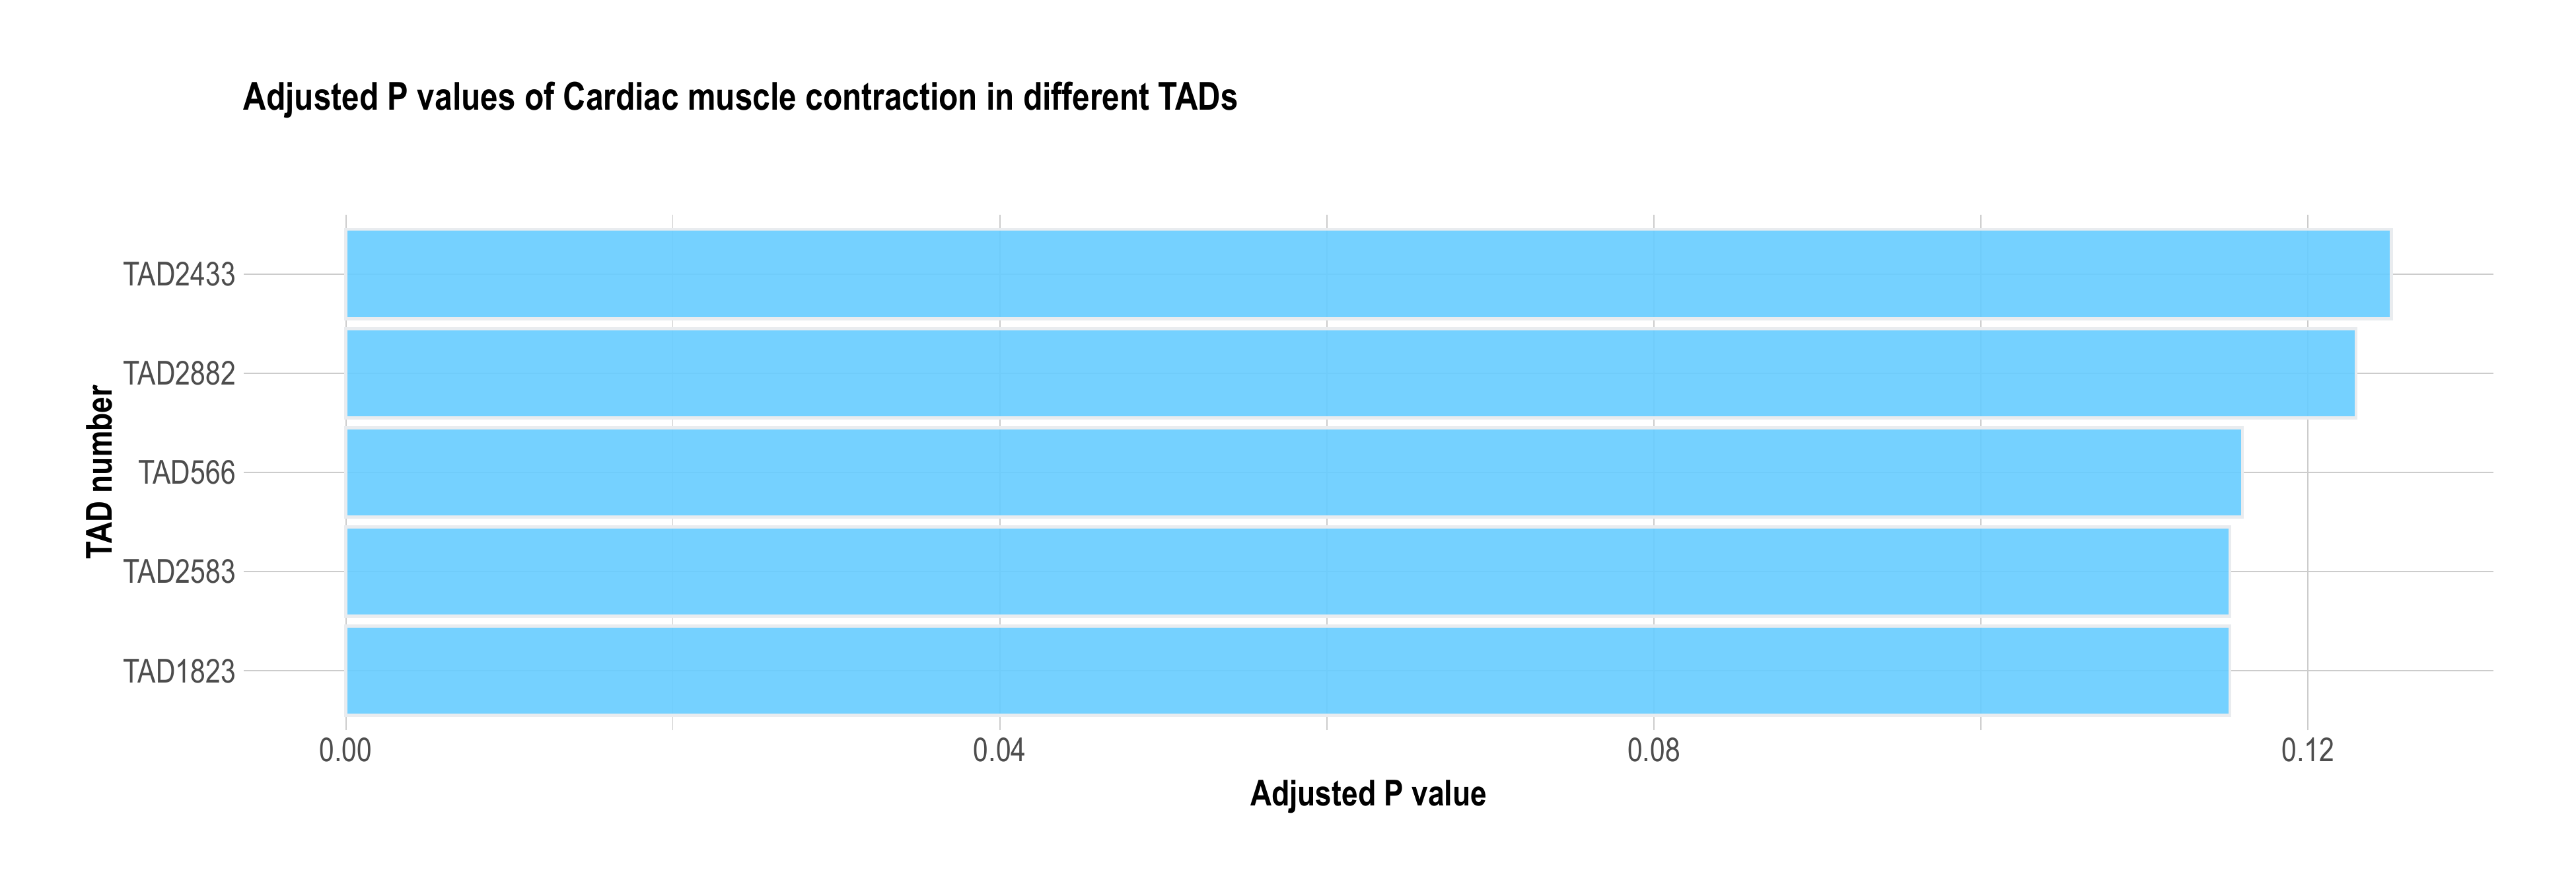 Adjusted P values of Cardiac muscle contraction in different TADs
TAD number
TAD2433
TAD2882
TAD566
TAD2583
TAD1823
0.00 0.04 0.08 0.12
Adjusted P value